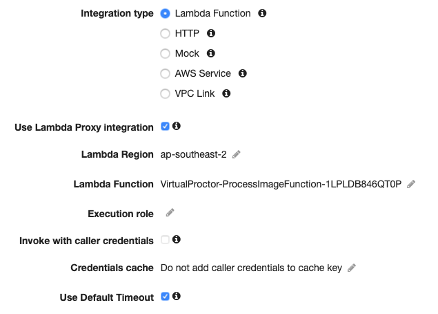 Integration type Lambda Function
HTTP
Mock
AWS Service
VPC Link
Use Lambda Proxy integration
Lambda Region ap-southeast-2
Lambda Function VirtualProctor-ProcessImageFunction-1LPLDB846QT0P
Execution role
Invoke with caller credentials
Credentials cache Do not add caller credentials to cache key
Use Default Timeout